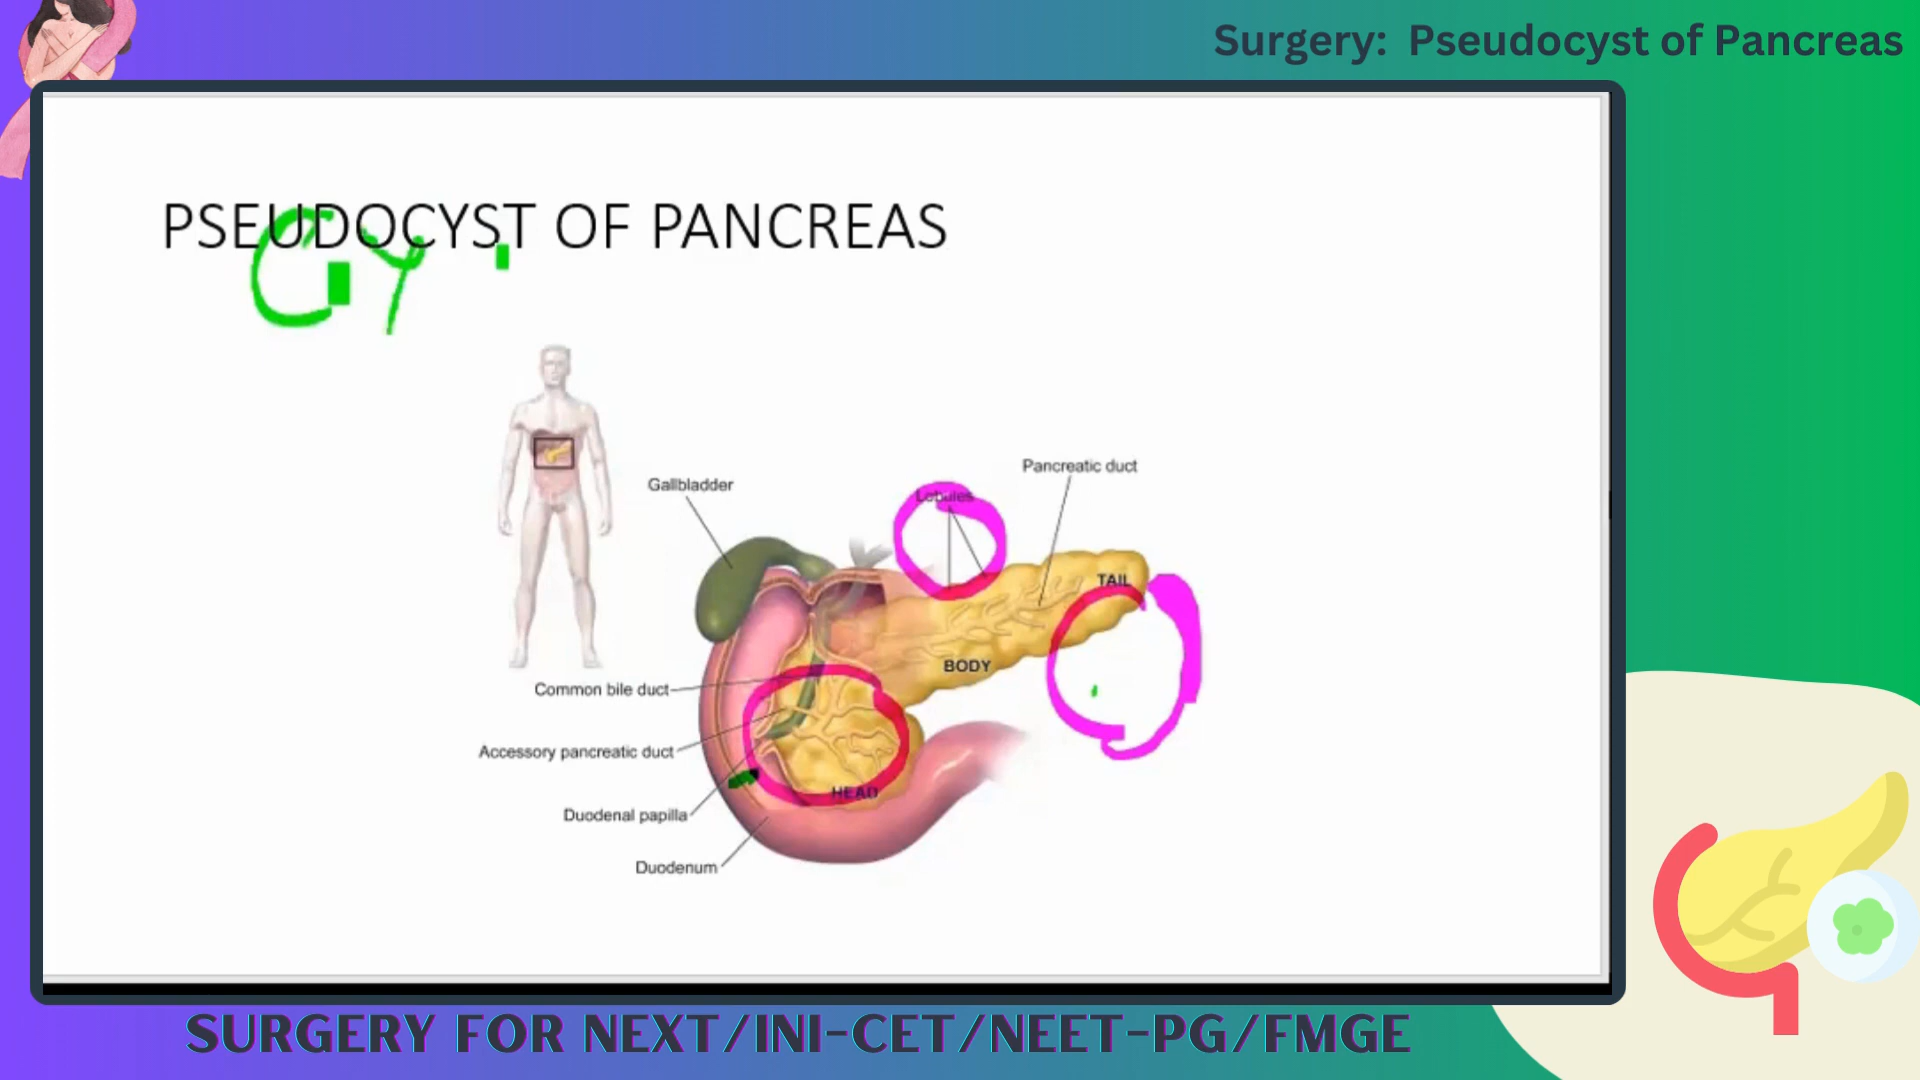 Surgery: Pseudocyst of Pancreas
PSEUDOCYST OF PANCREAS
Pancreatic duct
Gallbladder
Lobules
TAIL
BODY
Common bile duct
Accessory pancreatic duct
HEAD
Duodenal papilla
Duodenum
SURGERY FOR NEXT/INI-CET/NEET-PG/FMGE